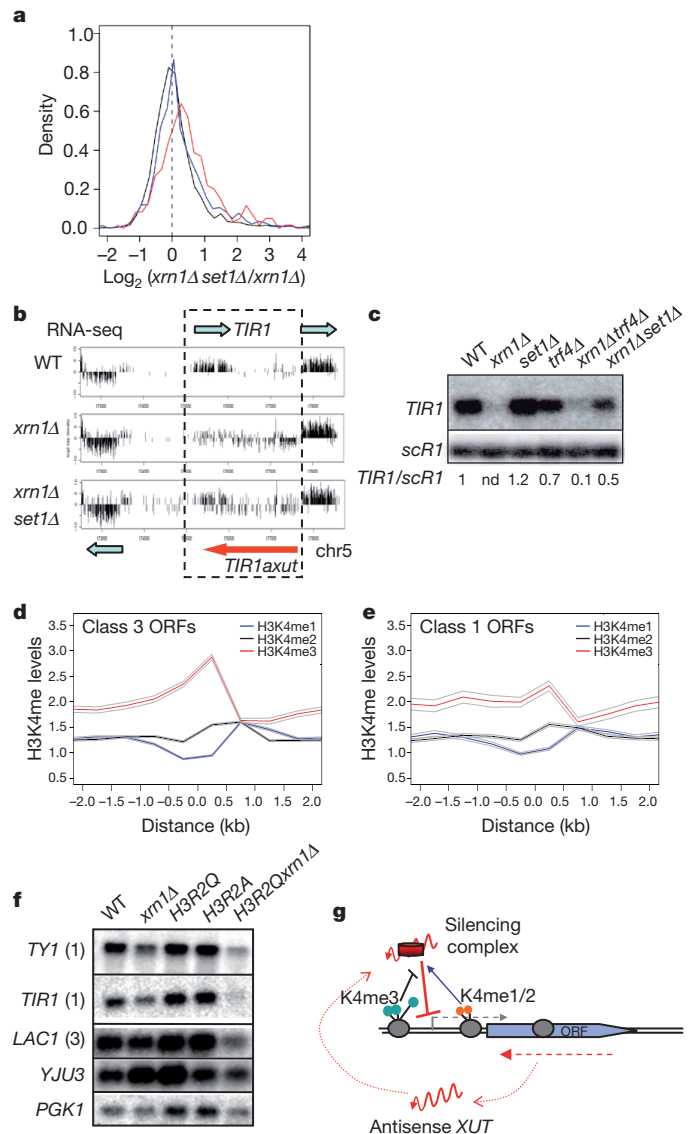 a
Density
1.0
0.8
0.6
0.4
0.2
0.0
−2 −1 0 1 2 3 4
Log2 (xrn1Δ set1Δ/xrn1Δ)
b
RNA-seq
TIR1
WT
xrn1Δ
xrn1Δ
set1Δ
TIR1axut
chr5
c
WT xrn1Δ set1Δ trf4Δ xrn1Δtrf4Δ xrn1Δset1Δ
TIR1
scR1
TIR1/scR1 1 nd 1.2 0.7 0.1 0.5
d
Class 3 ORFs
H3K4me1
H3K4me2
H3K4me3
H3K4me levels
3.5
3.0
2.5
2.0
1.5
1.0
0.5
−2.0 −1.5 −1.0 −0.5 0.0 0.5 1.0 1.5 2.0
Distance (kb)
e
Class 1 ORFs
H3K4me1
H3K4me2
H3K4me3
H3K4me levels
3.5
3.0
2.5
2.0
1.5
1.0
0.5
−2.0 −1.5 −1.0 −0.5 0.0 0.5 1.0 1.5 2.0
Distance (kb)
f
WT xrn1Δ H3R2Q H3R2A H3R2Qxrn1Δ
TY1 (1)
TIR1 (1)
LAC1 (3)
YJU3
PGK1
g
Silencing
complex
K4me3
K4me1/2
ORF
Antisense XUT